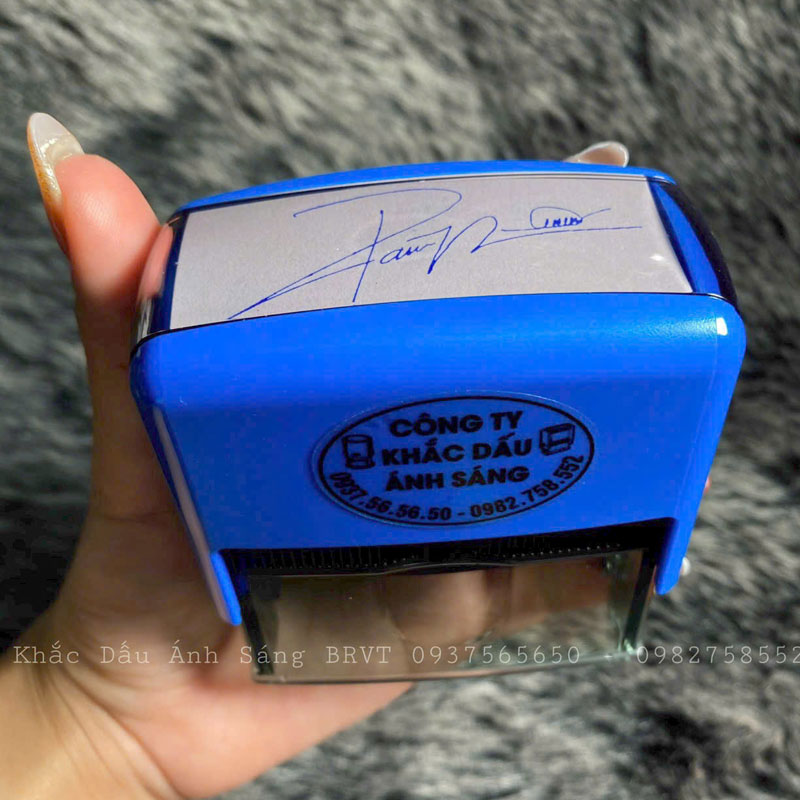 CÔNG TY
KHẮC DẤU
ÁNH SÁNG
0937.56.56.50 - 0982.758.552
Khắc Dấu Ánh Sáng BRVT 0937565650 0982758552